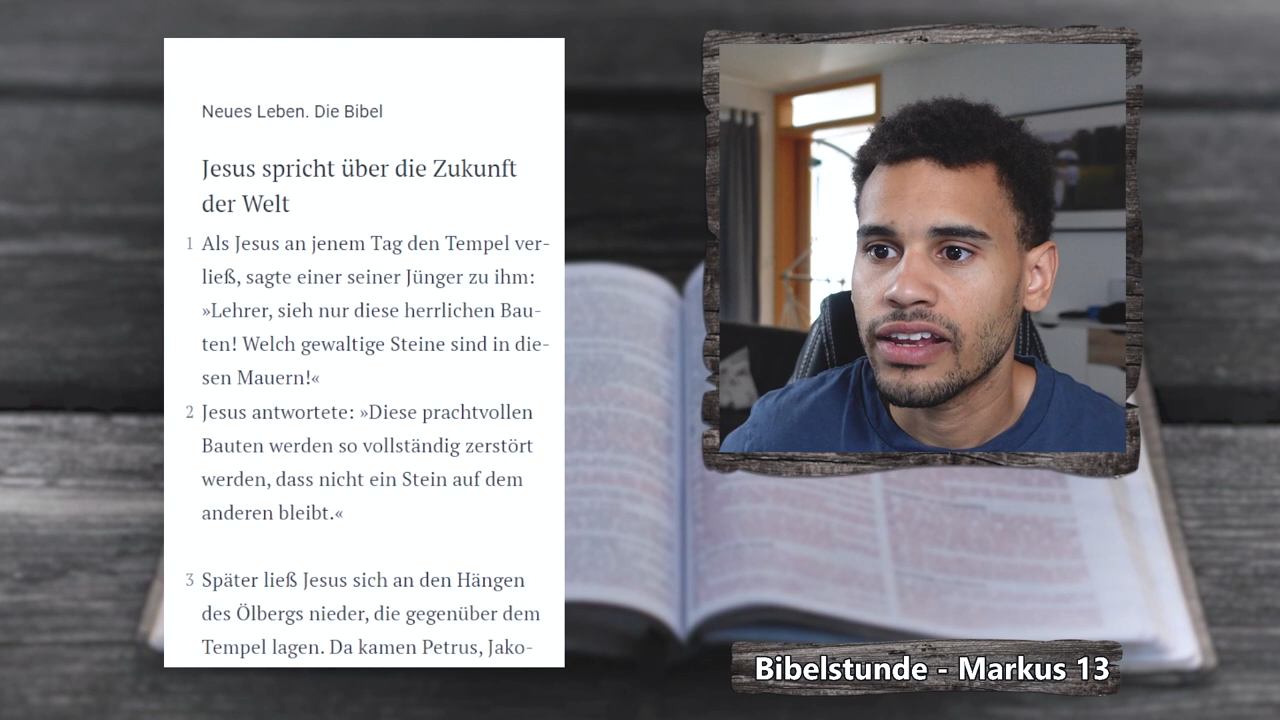 Neues Leben. Die Bibel
Jesus spricht über die Zukunft
der Welt
1 Als Jesus an jenem Tag den Tempel ver-
ließ, sagte einer seiner Jünger zu ihm:
»Lehrer, sieh nur diese herrlichen Bau-
ten! Welch gewaltige Steine sind in die-
sen Mauern!«
2 Jesus antwortete: »Diese prachtvollen
Bauten werden so vollständig zerstört
werden, dass nicht ein Stein auf dem
anderen bleibt.«
3 Später ließ Jesus sich an den Hängen
des Ölbergs nieder, die gegenüber dem
Tempel lagen. Da kamen Petrus, Jako-
Bibelstunde - Markus 13